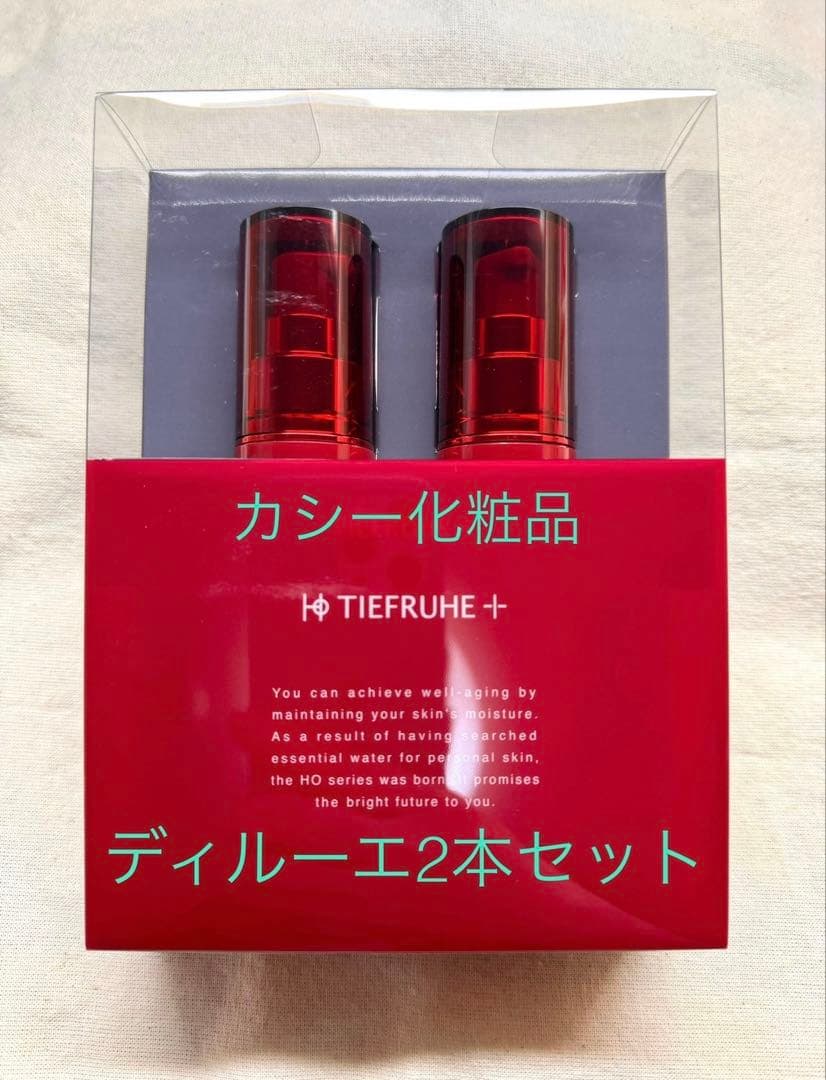 カシー化粧品
HO TIEFRUHE +
You can achieve well-aging by
maintaining your skin's moisture.
As a result of having searched
essential water for personal skin,
the HO series was born. It promises
the bright future to you.
ディルーエ2本セット